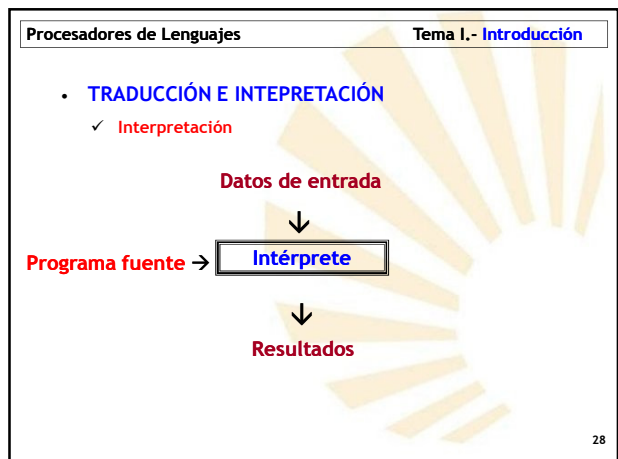 Procesadores de Lenguajes Tema I.- Introducción
• TRADUCCIÓN E INTEPRETACIÓN
✓ Interpretación
Datos de entrada
↓
Programa fuente → Intérprete
↓
Resultados
28